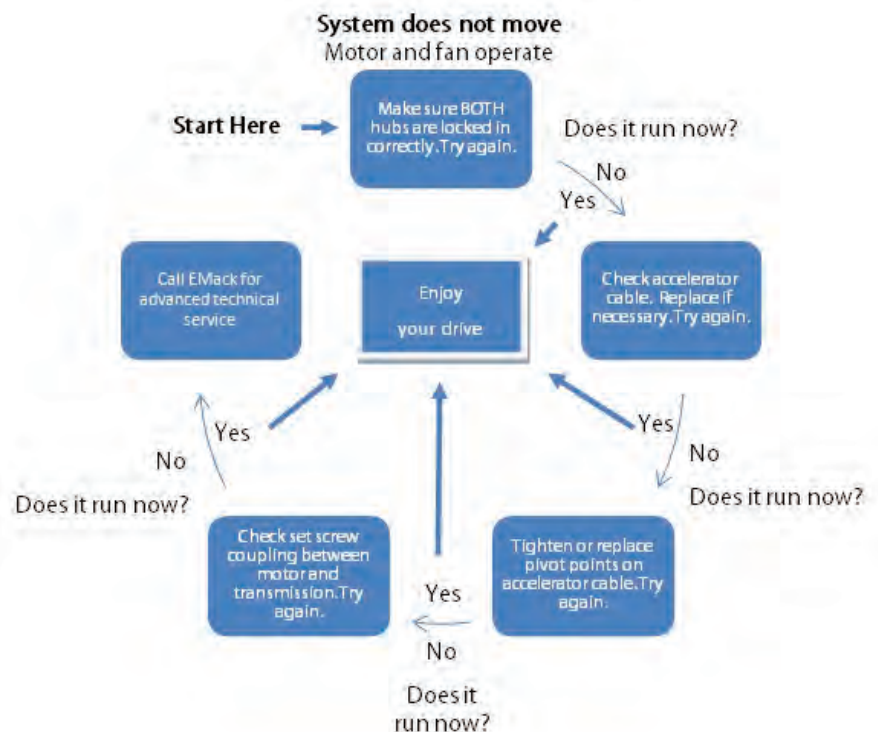 System does not move
Motor and fan operate
Start Here
Make sure BOTH
hubs are locked in
correctly.Try again.
Does it run now?
No
Yes
Check accelerator
cable. Replace if
necessary.Try again.
Yes
No
Does it run now?
Tighten or replace
pivot points on
accelerator cable.Try
again.
Yes
No
Does it
run now?
Check set screw
coupling between
motor and
transmission.Try
again.
Yes
No
Does it run now?
Call EMack for
advanced technical
service
Enjoy
your drive